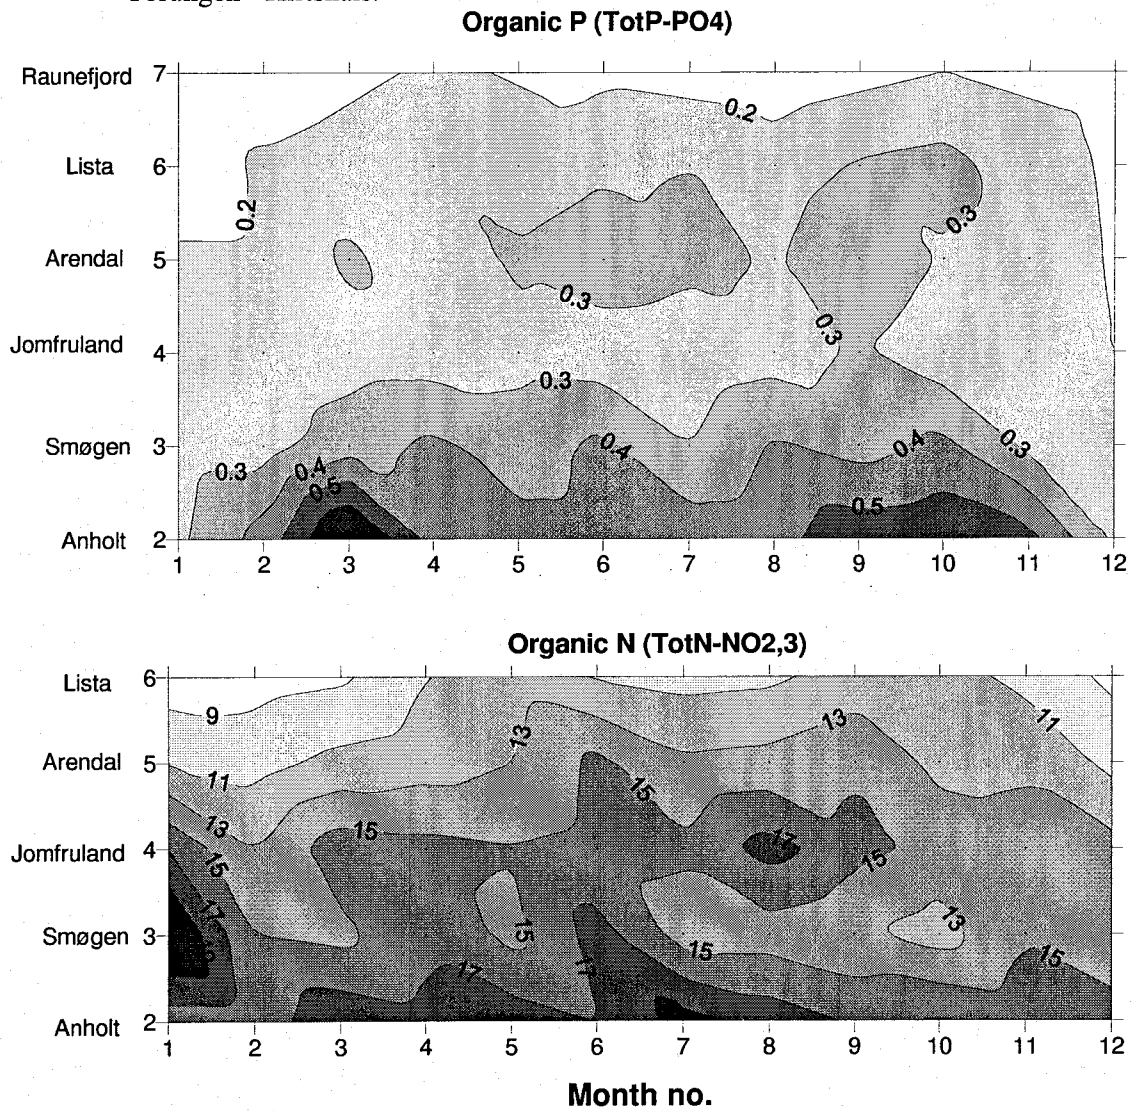 Organic P (TotP-PO4)
Raunefjord 7
0.2
Lista 6
0.2
0.3
Arendal 5
0.3
0.3
Jomfruland 4
0.3
Smøgen 3
0.4 0.4 0.3
0.3 0.4
0.5
0.5
Anholt 2
1 2 3 4 5 6 7 8 9 10 11 12
Organic N (TotN-NO2,3)
Lista 6
9 13 11
13
Arendal 5
11 15
13 15 17
Jomfruland 4
15 15
17 13
Smøgen 3
15
15 15
17 17
Anholt 2
1 2 3 4 5 6 7 8 9 10 11 12
Month no.